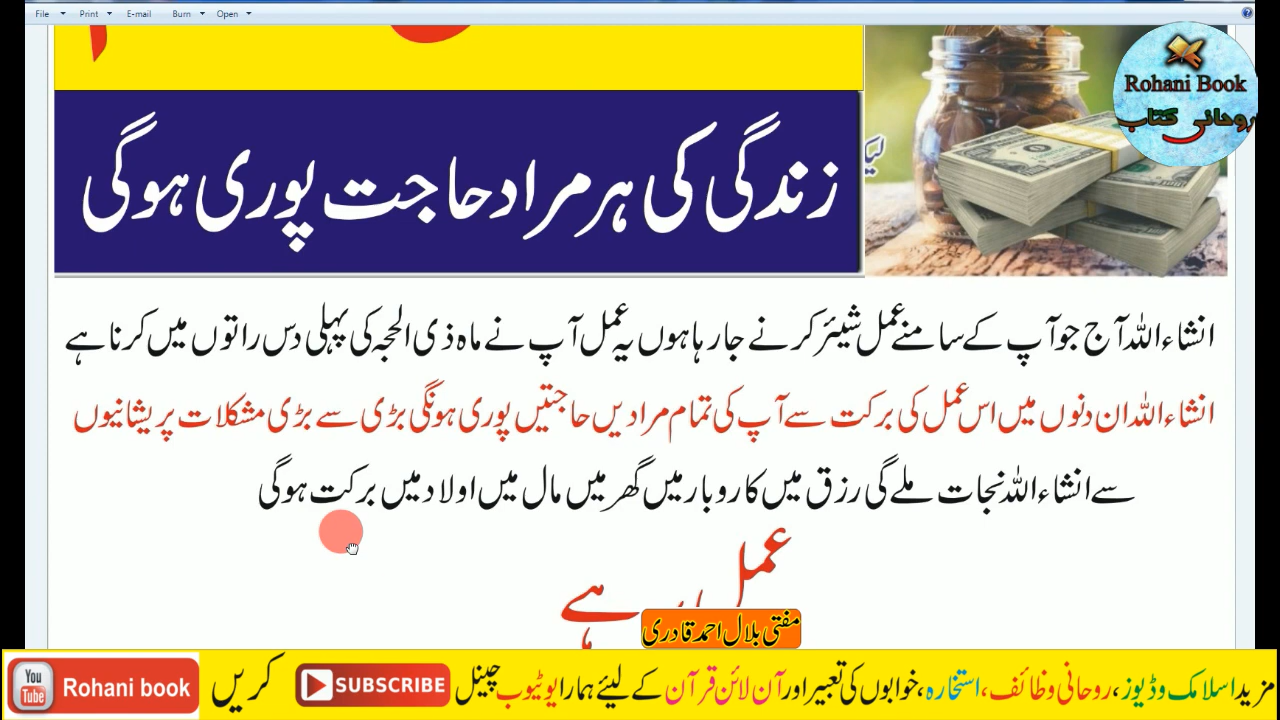 File Print E-mail Burn Open
Rohani Book
روحانی کتاب
زندگی کی ہر مراد حاجت پوری ہوگی
انشاءاللہ آج جو آپ کے سامنے عمل شیئر کرنے جا رہا ہوں یہ عمل آپ نے ماہ ذی الحجہ کی پہلی دس راتوں میں کرنا ہے
انشاءاللہ ان دنوں میں اس عمل کی برکت سے آپ کی تمام مرادیں حاجتیں پوری ہونگی بڑی سے بڑی مشکلات پریشانیوں
سے انشاءاللہ نجات ملے گی رزق میں کاروبار میں گھر میں مال میں اولاد میں برکت ہوگی
عمل ہے
مفتی بلال احمد قادری
مزید اسلامک وڈیوز، روحانی وظائف، استخارہ، خوابوں کی تعبیر اور آن لائن قرآن کے لیئے ہمارا یوٹیوب چینل SUBSCRIBE کریں
You Tube Rohani book